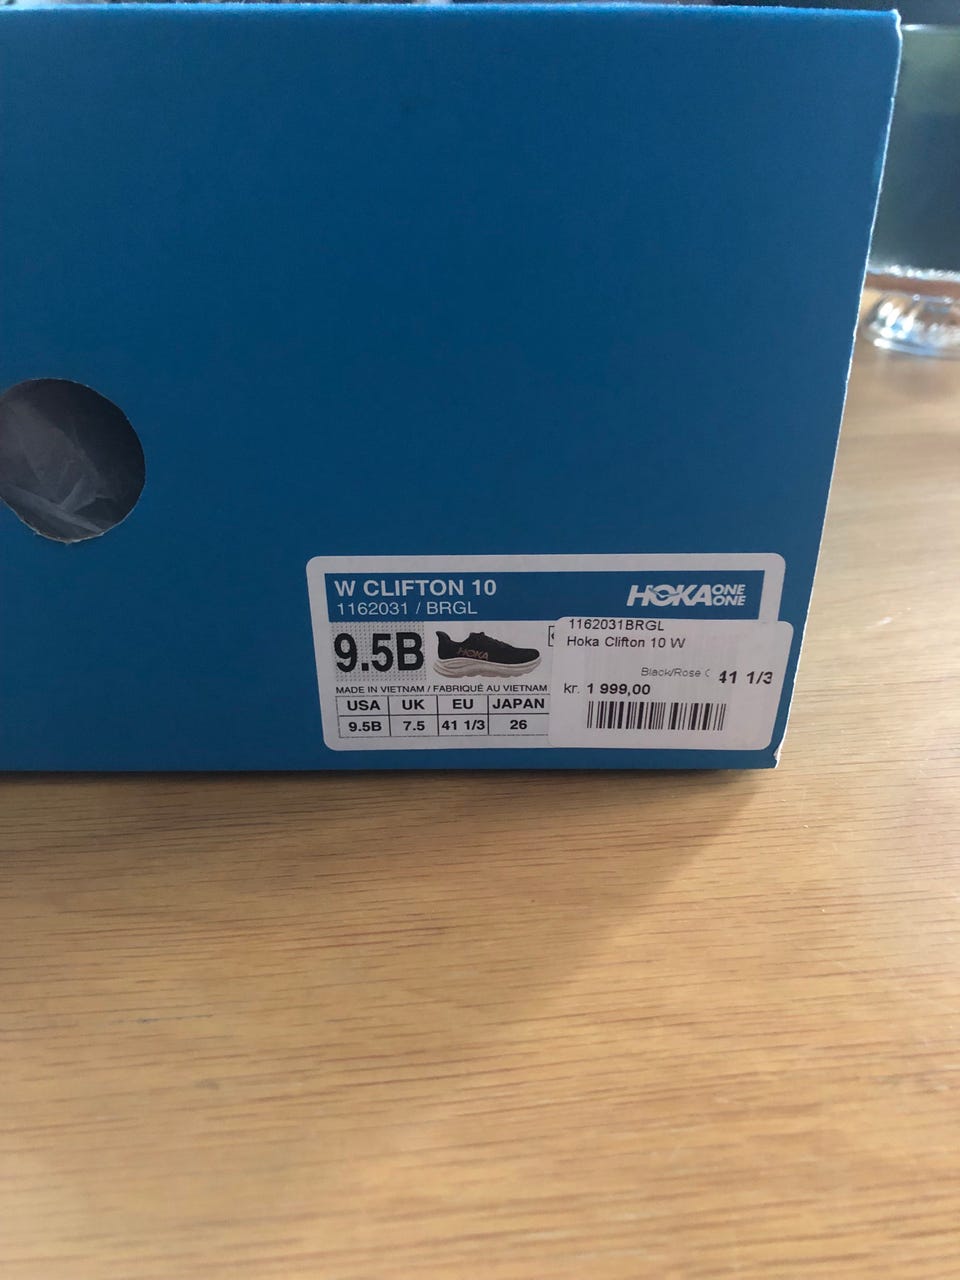 W CLIFTON 10
1162031 / BRGL
HOKA ONE ONE
9.5B
HOKA
MADE IN VIETNAM / FABRIQUÉ AU VIETNAM
USA UK EU JAPAN
9.5B 7.5 41 1/3 26
1162031BRGL
Hoka Clifton 10 W
Black/Rose 41 1/3
kr. 1 999,00